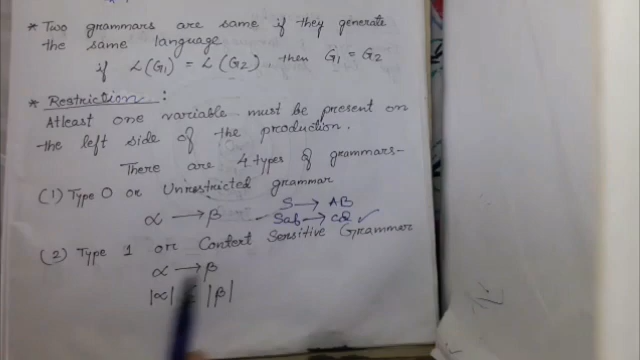 * Two grammars are same if they generate
the same language
if L(G1) = L(G2), then G1 = G2
* Restriction :
Atleast one variable must be present on
the left side of the production.
There are 4 types of grammars-
(1) Type 0 or Unrestricted grammar
α → β S → AB
Sab → cd ✓
(2) Type 1 or Context Sensitive Grammar
α → β
|α| |β|